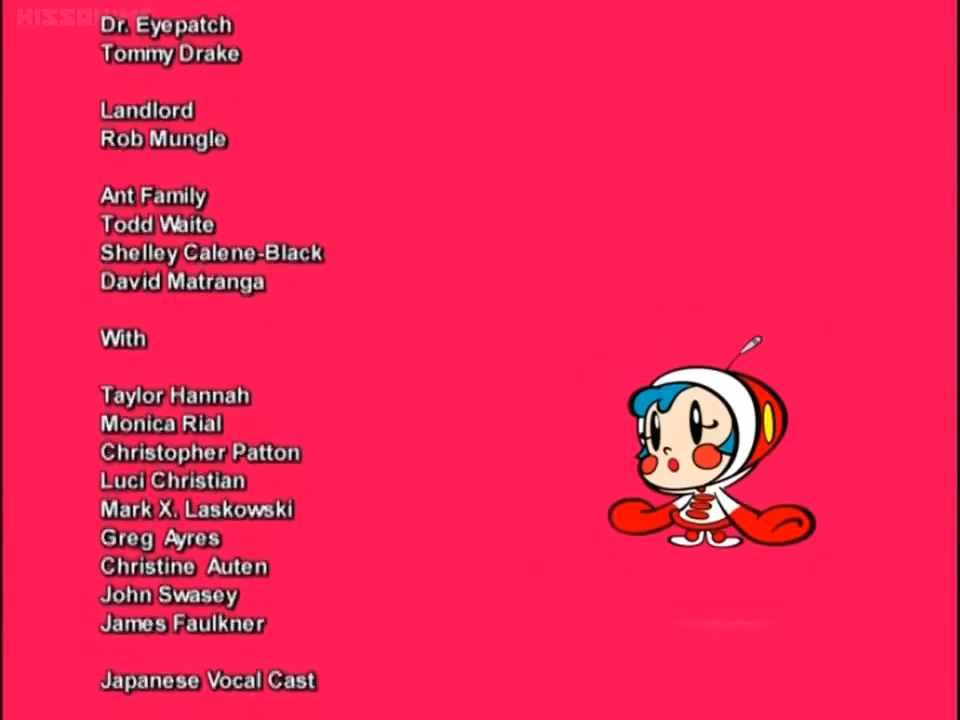 Dr. Eyepatch
Tommy Drake
Landlord
Rob Mungle
Ant Family
Todd Waite
Shelley Calene-Black
David Matranga
With
Taylor Hannah
Monica Rial
Christopher Patton
Luci Christian
Mark X. Laskowski
Greg Ayres
Christine Auten
John Swasey
James Faulkner
Japanese Vocal Cast